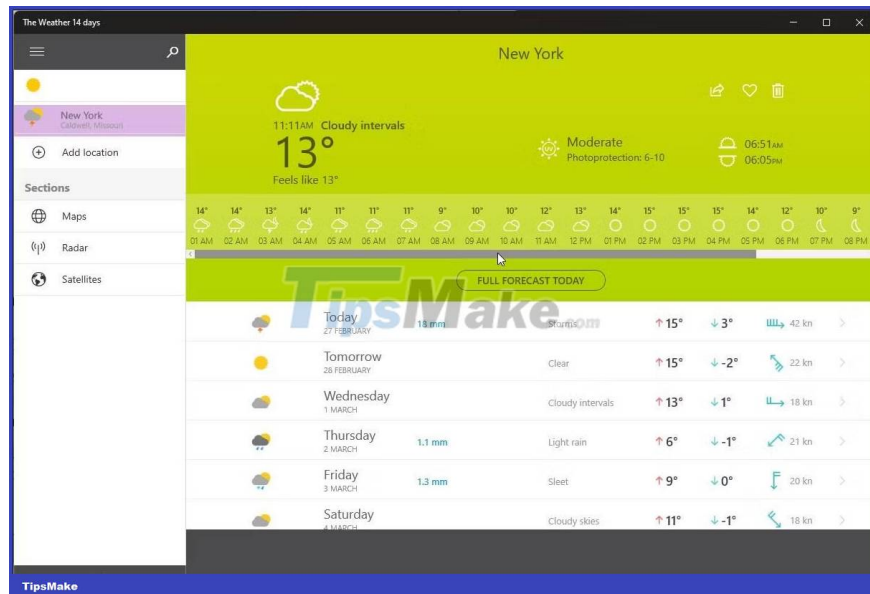 The Weather 14 days
New York
New York
Caldwell, Missouri
Add location
Sections
Maps
Radar
Satellites
11:11AM Cloudy intervals
13°
Feels like 13°
UV
Moderate
Photoprotection: 6-10
06:51AM
06:05PM
14° 14° 13° 14° 11° 11° 11° 9° 10° 10° 12° 13° 14° 15° 15° 15° 14° 12° 10° 9°
01 AM 02 AM 03 AM 04 AM 05 AM 06 AM 07 AM 08 AM 09 AM 10 AM 11 AM 12 PM 01 PM 02 PM 03 PM 04 PM 05 PM 06 PM 07 PM 08 PM
FULL FORECAST TODAY
TipsMake.com
Today 18 mm Storms 15° 3° 42 kn
27 FEBRUARY
Tomorrow Clear 15° -2° 22 kn
28 FEBRUARY
Wednesday Cloudy intervals 13° 1° 18 kn
1 MARCH
Thursday 1.1 mm Light rain 6° -1° 21 kn
2 MARCH
Friday 1.3 mm Sleet 9° 0° 20 kn
3 MARCH
Saturday Cloudy skies 11° -1° 18 kn
4 MARCH
TipsMake